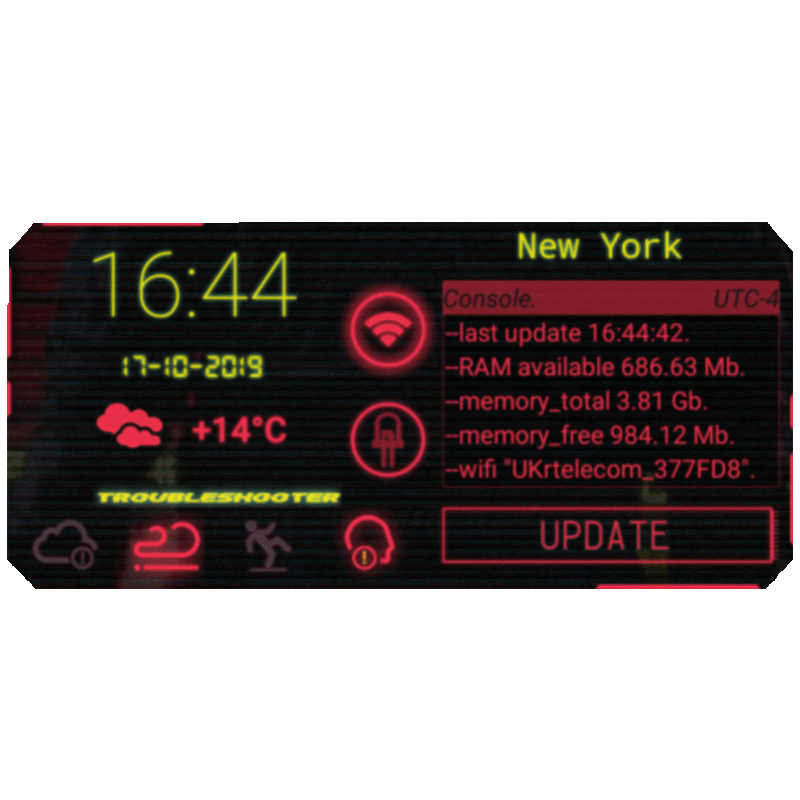 16:44
17-10-2019
+14°C
TROUBLESHOOTER
New York
Console. UTC-4
--last update 16:44:42.
--RAM available 686.63 Mb.
--memory_total 3.81 Gb.
--memory_free 984.12 Mb.
--wifi "UKrtelecom_377FD8".
UPDATE